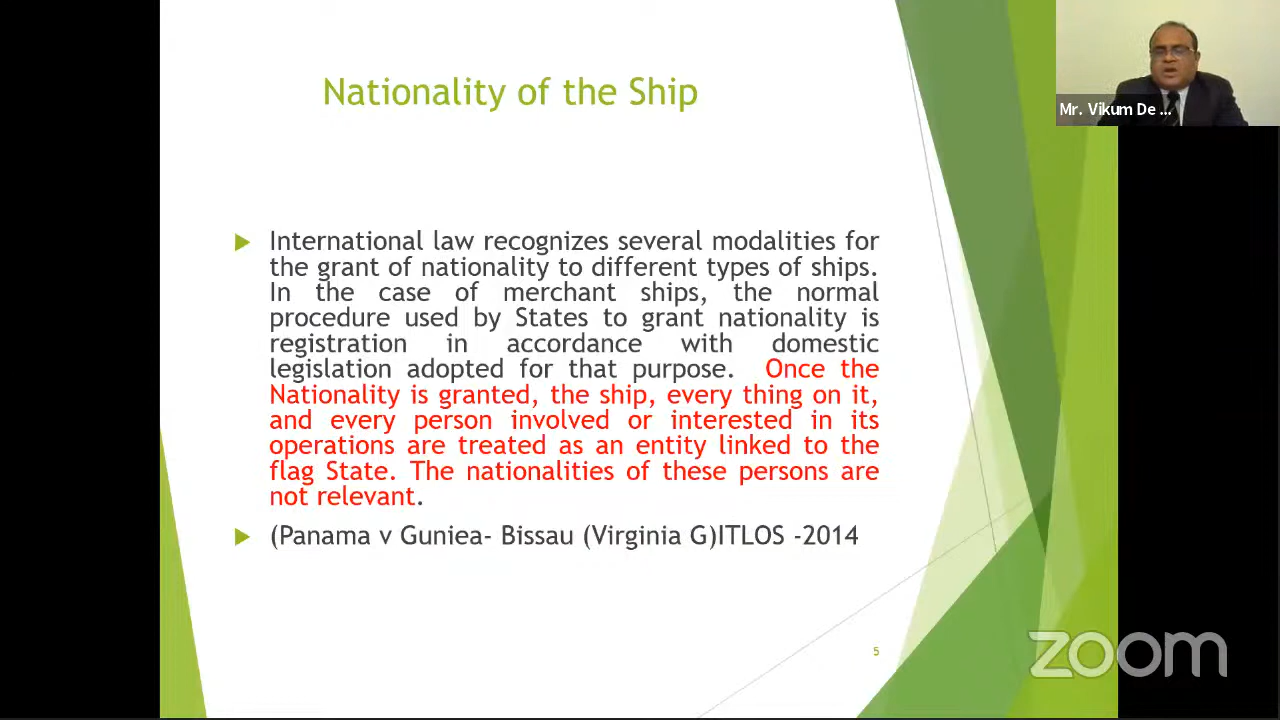 Nationality of the Ship
Mr. Vikum De ...
International law recognizes several modalities for
the grant of nationality to different types of ships.
In the case of merchant ships, the normal
procedure used by States to grant nationality is
registration in accordance with domestic
legislation adopted for that purpose. Once the
Nationality is granted, the ship, every thing on it,
and every person involved or interested in its
operations are treated as an entity linked to the
flag State. The nationalities of these persons are
not relevant.
(Panama v Guniea- Bissau (Virginia G)ITLOS -2014
5
zoom